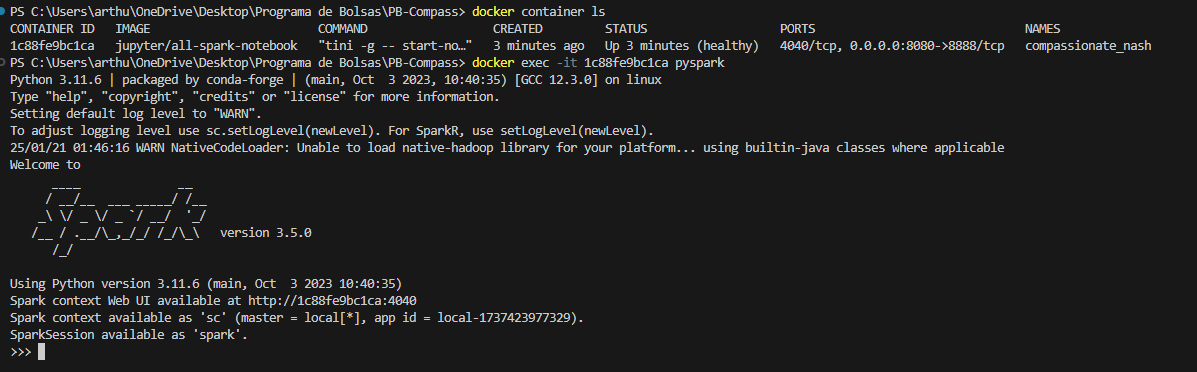 PS C:\Users\arthu\OneDrive\Desktop\Programa de Bolsas\PB-Compass> docker container ls
CONTAINER ID   IMAGE                        COMMAND                  CREATED         STATUS                   PORTS                              NAMES
1c88fe9bc1ca   jupyter/all-spark-notebook   "tini -g -- start-no…"   3 minutes ago   Up 3 minutes (healthy)   4040/tcp, 0.0.0.0:8080->8888/tcp   compassionate_nash
PS C:\Users\arthu\OneDrive\Desktop\Programa de Bolsas\PB-Compass> docker exec -it 1c88fe9bc1ca pyspark
Python 3.11.6 | packaged by conda-forge | (main, Oct  3 2023, 10:40:35) [GCC 12.3.0] on linux
Type "help", "copyright", "credits" or "license" for more information.
Setting default log level to "WARN".
To adjust logging level use sc.setLogLevel(newLevel). For SparkR, use setLogLevel(newLevel).
25/01/21 01:46:16 WARN NativeCodeLoader: Unable to load native-hadoop library for your platform... using builtin-java classes where applicable
Welcome to
      ____              __
     / __/__  ___ _____/ /__
    _\ \/ _ \/ _ `/ __/  '_/
   /__ / .__/\_,_/_/ /_/\_\   version 3.5.0
      /_/
Using Python version 3.11.6 (main, Oct  3 2023 10:40:35)
Spark context Web UI available at http://1c88fe9bc1ca:4040
Spark context available as 'sc' (master = local[*], app id = local-1737423977329).
SparkSession available as 'spark'.
>>>